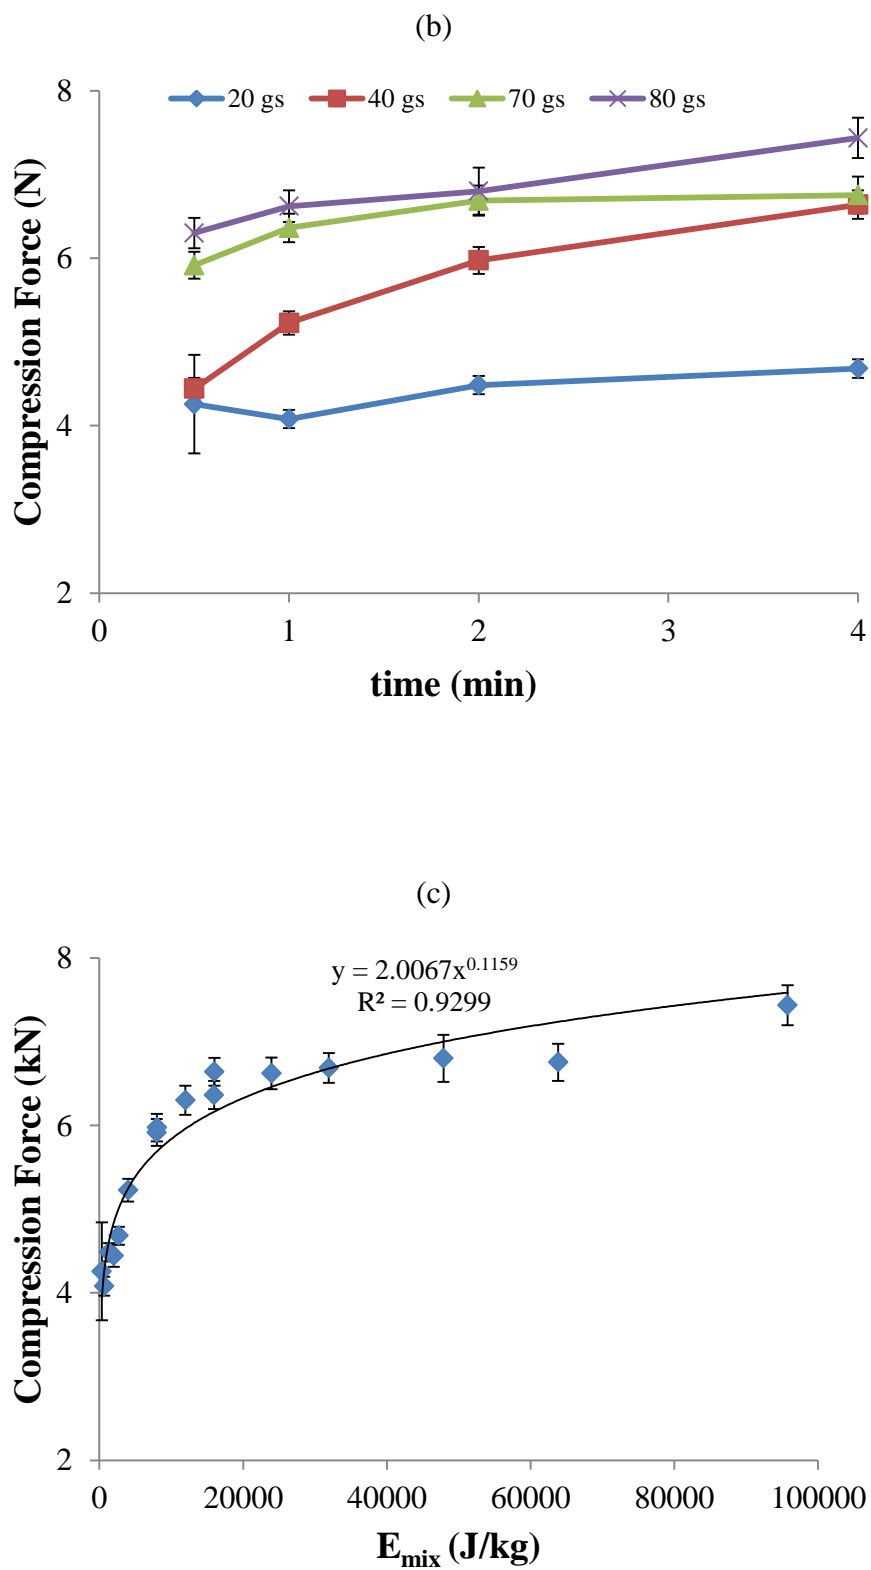 (b)
8
20 gs 40 gs 70 gs 80 gs
6
4
2
Compression Force (N)
0 1 2 3 4
time (min)
(c)
8
y = 2.0067x^0.1159
R² = 0.9299
6
4
2
Compression Force (kN)
0 20000 40000 60000 80000 100000
E_mix (J/kg)